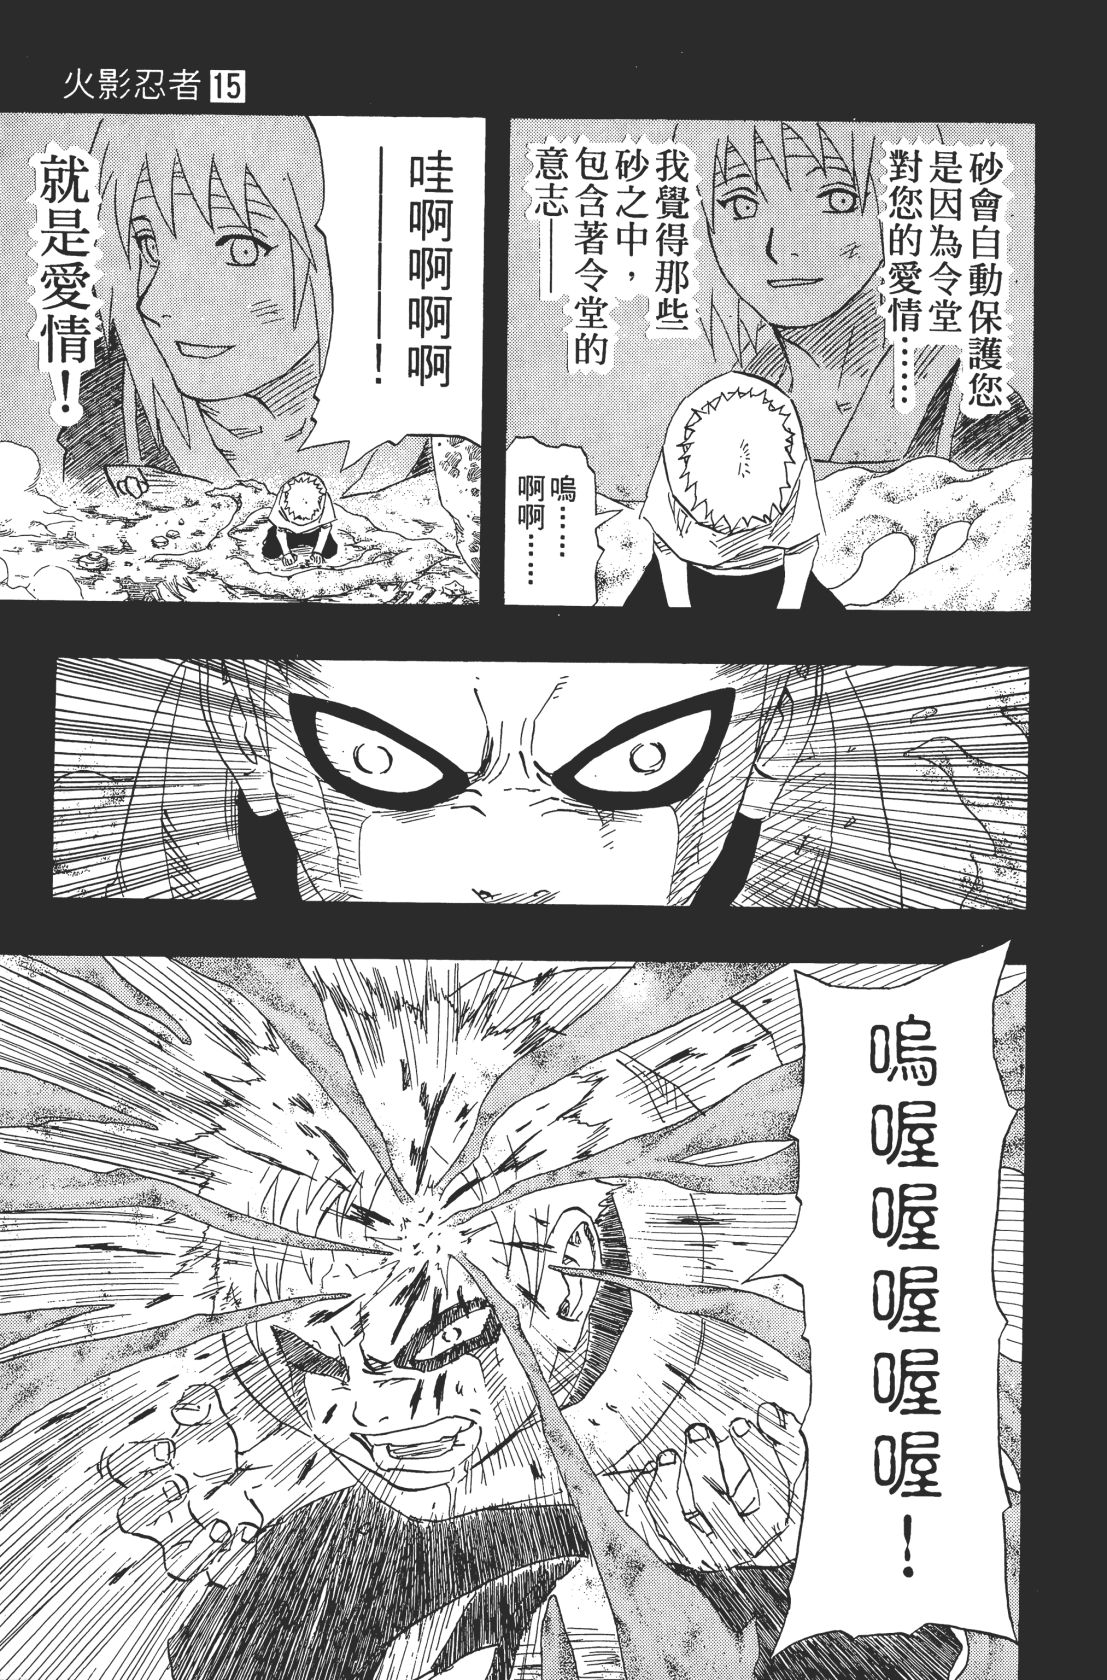 火影忍者15
砂會自動保護您
是因為令堂
對您的愛情……
我覺得那些
砂之中，
包含著令堂的
意志——
嗚……
啊啊……
哇啊啊啊啊
——————！
就是愛情！
嗚喔喔喔喔喔！